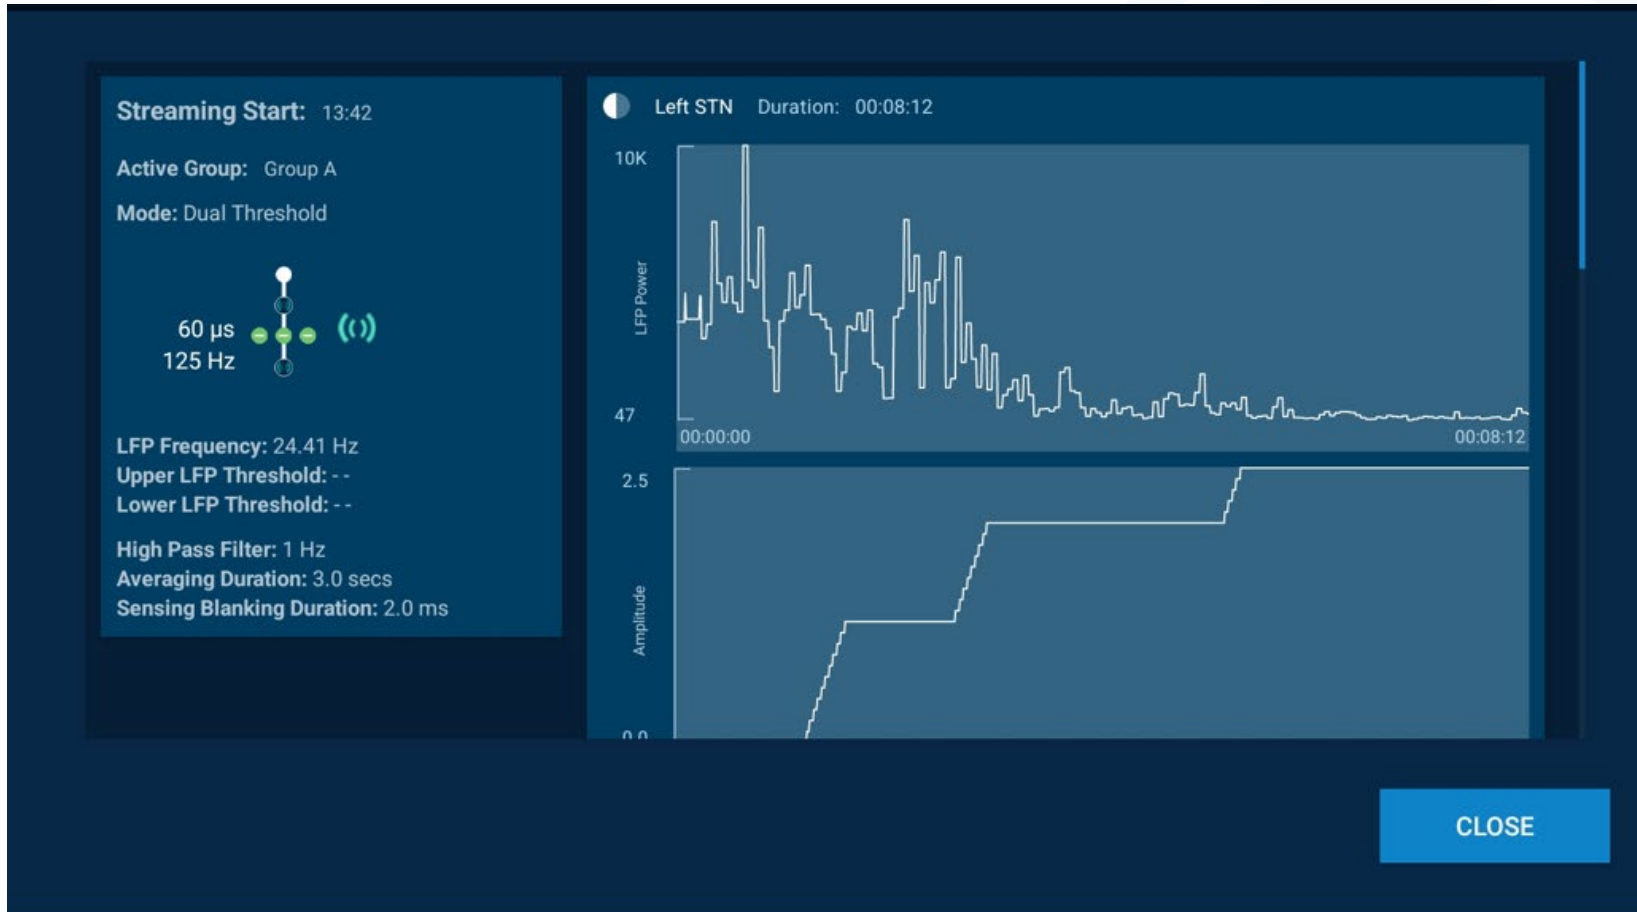 Streaming Start: 13:42
Active Group: Group A
Mode: Dual Threshold
60 µs
125 Hz
LFP Frequency: 24.41 Hz
Upper LFP Threshold: - -
Lower LFP Threshold: - -
High Pass Filter: 1 Hz
Averaging Duration: 3.0 secs
Sensing Blanking Duration: 2.0 ms
Left STN Duration: 00:08:12
10K
LFP Power
47
00:00:00 00:08:12
2.5
Amplitude
0.0
CLOSE